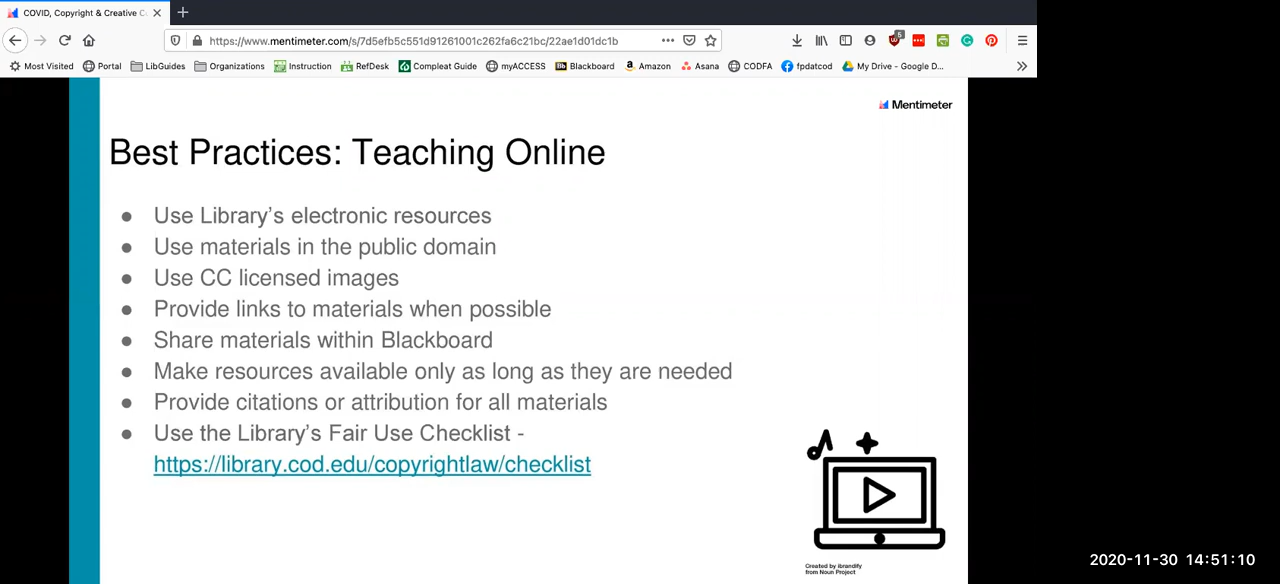 COVID, Copyright & Creative C
https://www.mentimeter.com/s/7d5efb5c551d91261001c262fa6c21bc/22ae1d01dc1b
5
Most Visited Portal LibGuides Organizations Instruction RefDesk Compleat Guide myACCESS Bb Blackboard Amazon Asana CODFA fpdatcod My Drive - Google D...
Mentimeter
Best Practices: Teaching Online
● Use Library's electronic resources
● Use materials in the public domain
● Use CC licensed images
● Provide links to materials when possible
● Share materials within Blackboard
● Make resources available only as long as they are needed
● Provide citations or attribution for all materials
● Use the Library's Fair Use Checklist -
https://library.cod.edu/copyrightlaw/checklist
Created by ibrandify
from Noun Project
2020-11-30 14:51:10